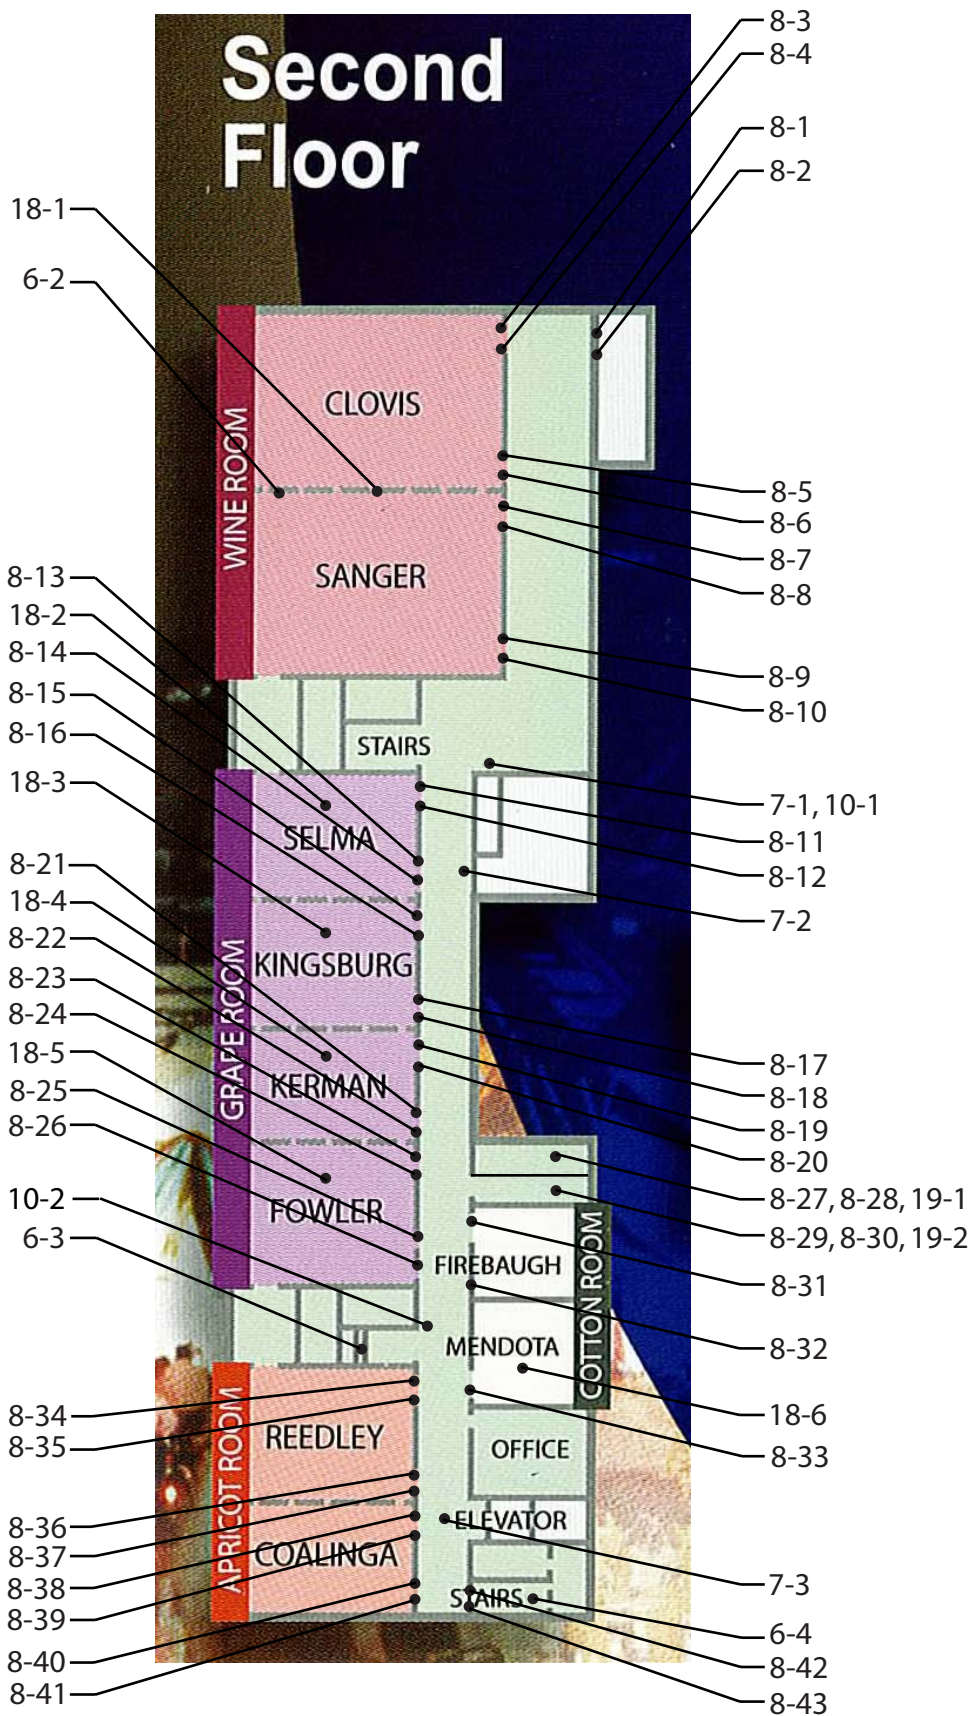 Second
Floor
8-3
8-4
8-1
8-2
18-1
6-2
WINE ROOM
CLOVIS
SANGER
8-5
8-6
8-7
8-8
8-9
8-10
8-13
18-2
8-14
8-15
8-16
18-3
8-21
18-4
8-22
8-23
8-24
18-5
8-25
8-26
10-2
6-3
STAIRS
GRAPE ROOM
SELMA
KINGSBURG
KERMAN
FOWLER
7-1, 10-1
8-11
8-12
7-2
8-17
8-18
8-19
8-20
8-27, 8-28, 19-1
8-29, 8-30, 19-2
8-31
8-32
18-6
8-33
FIREBAUGH
MENDOTA
COTTON ROOM
OFFICE
ELEVATOR
STAIRS
APRICOT ROOM
REEDLEY
COALINGA
8-34
8-35
8-36
8-37
8-38
8-39
8-40
8-41
7-3
6-4
8-42
8-43